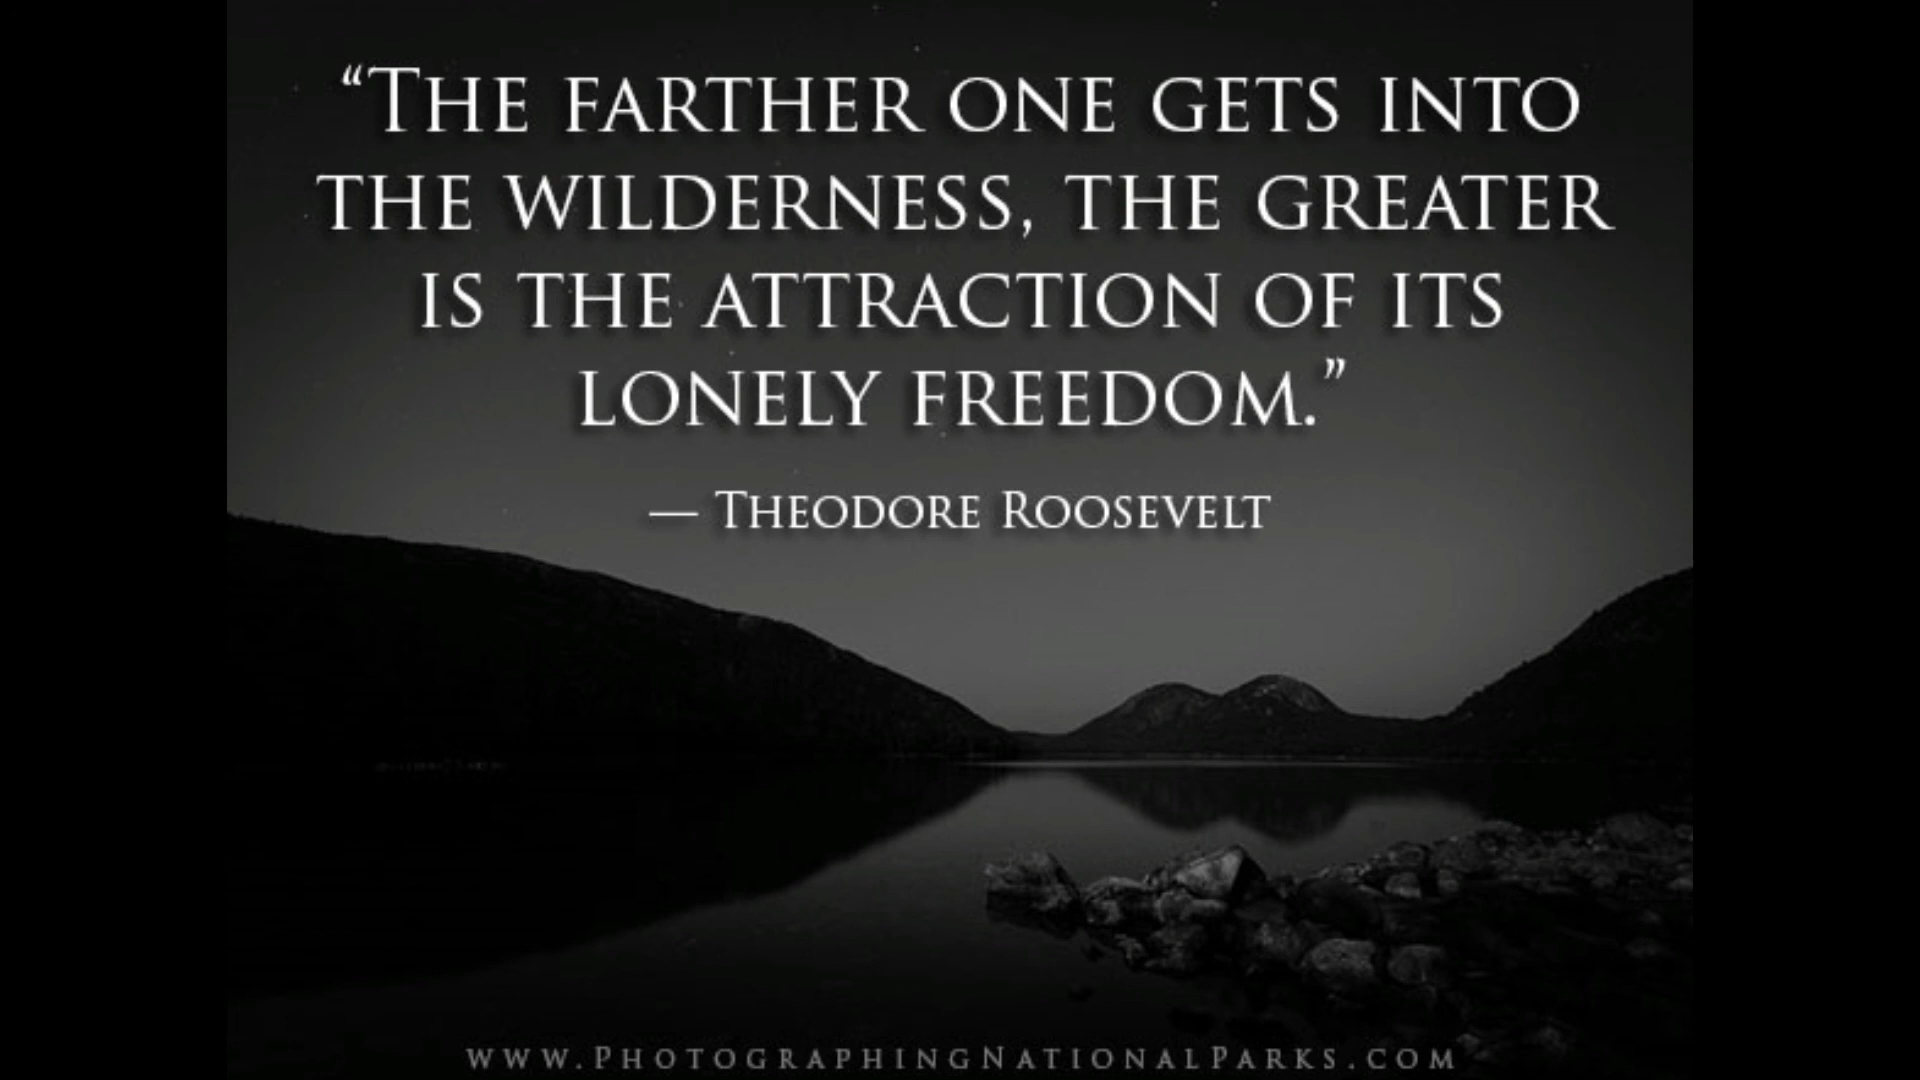 “The farther one gets into
the wilderness, the greater
is the attraction of its
lonely freedom.”
— Theodore Roosevelt
www.PhotographingNationalParks.com